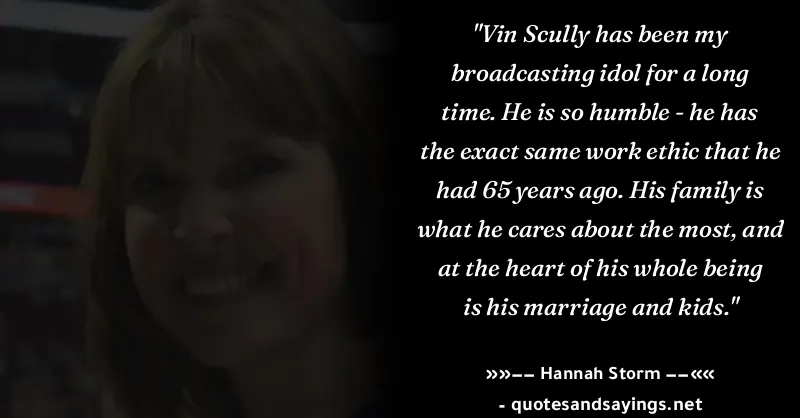 "Vin Scully has been my
broadcasting idol for a long
time. He is so humble - he has
the exact same work ethic that he
had 65 years ago. His family is
what he cares about the most, and
at the heart of his whole being
is his marriage and kids."
»»–– Hannah Storm ––««
- quotesandsayings.net